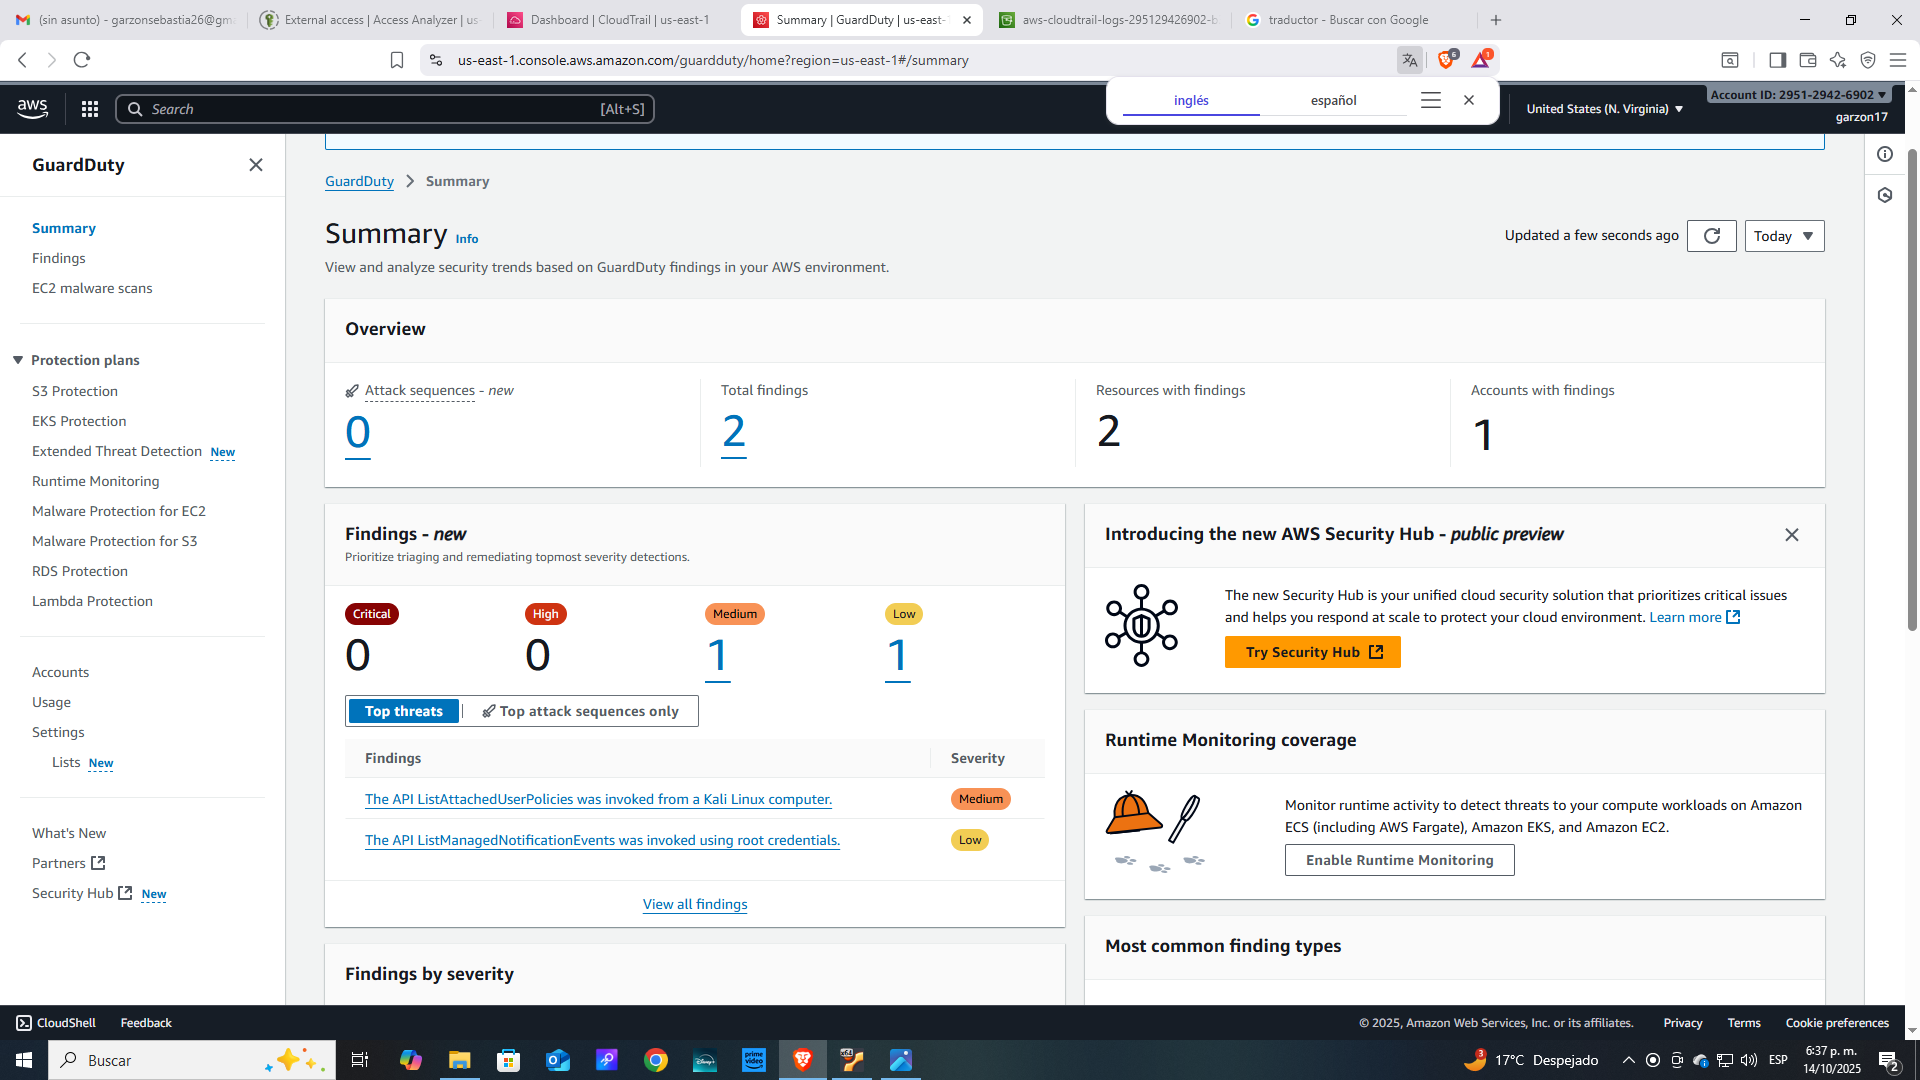 (sin asunto) - garzonsebastia26@gm
External access | Access Analyzer | us-
Dashboard | CloudTrail | us-east-1
Summary | GuardDuty | us-east-
aws-cloudtrail-logs-295129426902-b
traductor - Buscar con Google
us-east-1.console.aws.amazon.com/guardduty/home?region=us-east-1#/summary
6
1
inglés
español
aws
Search
[Alt+S]
United States (N. Virginia)
Account ID: 2951-2942-6902
garzon17
GuardDuty
Summary
Findings
EC2 malware scans
Protection plans
S3 Protection
EKS Protection
Extended Threat Detection New
Runtime Monitoring
Malware Protection for EC2
Malware Protection for S3
RDS Protection
Lambda Protection
Accounts
Usage
Settings
Lists New
What's New
Partners
Security Hub New
GuardDuty > Summary
Summary Info
View and analyze security trends based on GuardDuty findings in your AWS environment.
Updated a few seconds ago
Today
Overview
Attack sequences - new
0
Total findings
2
Resources with findings
2
Accounts with findings
1
Findings - new
Prioritize triaging and remediating topmost severity detections.
Critical
0
High
0
Medium
1
Low
1
Top threats
Top attack sequences only
Findings
Severity
The API ListAttachedUserPolicies was invoked from a Kali Linux computer.
Medium
The API ListManagedNotificationEvents was invoked using root credentials.
Low
View all findings
Findings by severity
Introducing the new AWS Security Hub - public preview
The new Security Hub is your unified cloud security solution that prioritizes critical issues
and helps you respond at scale to protect your cloud environment. Learn more
Try Security Hub
Runtime Monitoring coverage
Monitor runtime activity to detect threats to your compute workloads on Amazon
ECS (including AWS Fargate), Amazon EKS, and Amazon EC2.
Enable Runtime Monitoring
Most common finding types
CloudShell
Feedback
© 2025, Amazon Web Services, Inc. or its affiliates.
Privacy
Terms
Cookie preferences
Buscar
prime video
3
17°C Despejado
ESP
6:37 p. m.
14/10/2025
2